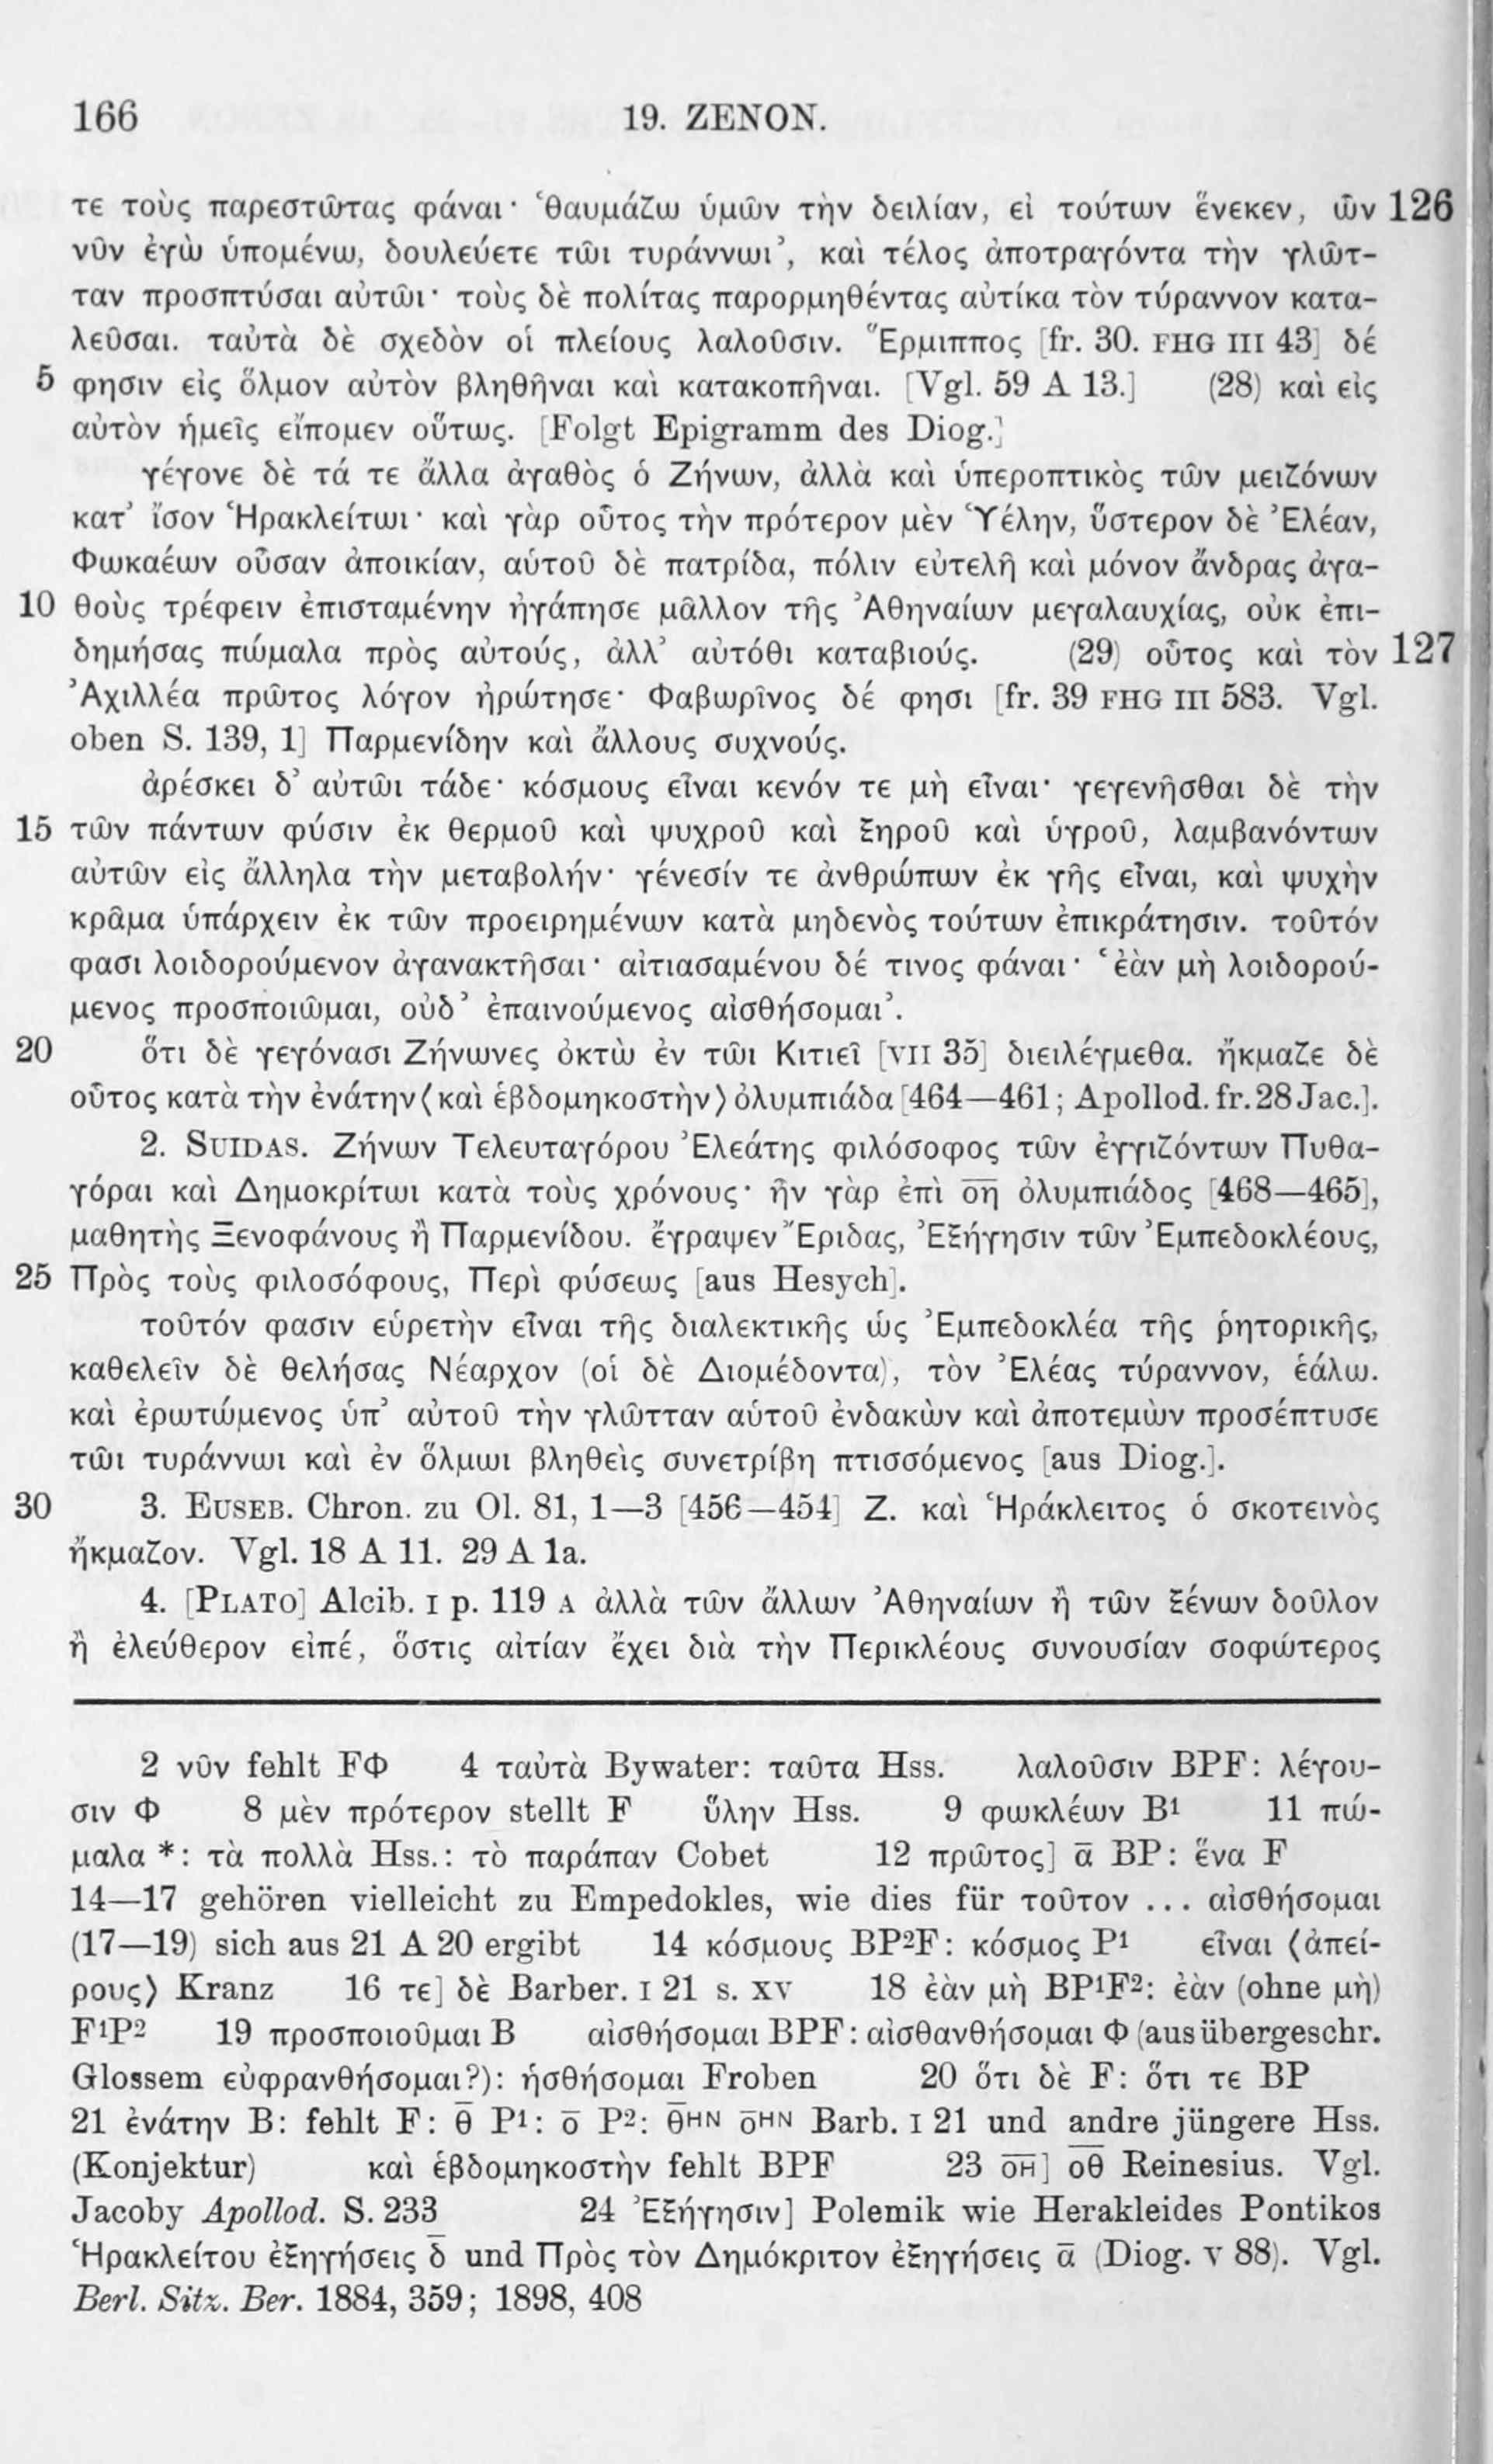 166 19. ZENON.
τε τοὺς παρεστῶτας φάναι· ‘θαυμάζω ὑμῶν τὴν δειλίαν, εἰ τούτων ἕνεκεν, ὧν 126
νῦν ἐγὼ ὑπομένω, δουλεύετε τῶι τυράννωι’, καὶ τέλος ἀποτραγόντα τὴν γλῶτ-
ταν προσπτύσαι αὐτῶι· τοὺς δὲ πολίτας παρορμηθέντας αὐτίκα τὸν τύραννον κατα-
λεῦσαι. ταὐτὰ δὲ σχεδὸν οἱ πλείους λαλοῦσιν. Ἕρμιππος [fr. 30. FHG III 43] δέ
5 φησιν εἰς ὅλμον αὐτὸν βληθῆναι καὶ κατακοπῆναι. [Vgl. 59 A 13.] (28) καὶ εἰς
αὐτὸν ἡμεῖς εἴπομεν οὕτως. [Folgt Epigramm des Diog.]
γέγονε δὲ τά τε ἄλλα ἀγαθὸς ὁ Ζήνων, ἀλλὰ καὶ ὑπεροπτικὸς τῶν μειζόνων
κατ’ ἴσον Ἡρακλείτωι· καὶ γὰρ οὗτος τὴν πρότερον μὲν Ὑέλην, ὕστερον δὲ Ἐλέαν,
Φωκαέων οὖσαν ἀποικίαν, αὑτοῦ δὲ πατρίδα, πόλιν εὐτελῆ καὶ μόνον ἄνδρας ἀγα-
10 θοὺς τρέφειν ἐπισταμένην ἠγάπησε μᾶλλον τῆς Ἀθηναίων μεγαλαυχίας, οὐκ ἐπι-
δημήσας πώμαλα πρὸς αὐτούς, ἀλλ’ αὐτόθι καταβιούς. (29) οὗτος καὶ τὸν 127
Ἀχιλλέα πρῶτος λόγον ἠρώτησε· Φαβωρῖνος δέ φησι [fr. 39 FHG III 583. Vgl.
oben S. 139, 1] Παρμενίδην καὶ ἄλλους συχνούς.
ἀρέσκει δ’ αὐτῶι τάδε· κόσμους εἶναι κενόν τε μὴ εἶναι· γεγενῆσθαι δὲ τὴν
15 τῶν πάντων φύσιν ἐκ θερμοῦ καὶ ψυχροῦ καὶ ξηροῦ καὶ ὑγροῦ, λαμβανόντων
αὐτῶν εἰς ἄλληλα τὴν μεταβολήν· γένεσίν τε ἀνθρώπων ἐκ γῆς εἶναι, καὶ ψυχὴν
κρᾶμα ὑπάρχειν ἐκ τῶν προειρημένων κατὰ μηδενὸς τούτων ἐπικράτησιν. τοῦτόν
φασι λοιδορούμενον ἀγανακτῆσαι· αἰτιασαμένου δέ τινος φάναι· ‘ἐὰν μὴ λοιδορού-
μενος προσποιῶμαι, οὐδ’ ἐπαινούμενος αἰσθήσομαι’.
20 ὅτι δὲ γεγόνασι Ζήνωνες ὀκτὼ ἐν τῶι Κιτιεῖ [VII 35] διειλέγμεθα. ἤκμαζε δὲ
οὗτος κατὰ τὴν ἐνάτην ⟨καὶ ἑβδομηκοστὴν⟩ ὀλυμπιάδα [464—461; Apollod. fr. 28 Jac.].
2. SUIDAS. Ζήνων Τελευταγόρου Ἐλεάτης φιλόσοφος τῶν ἐγγιζόντων Πυθα-
γόραι καὶ Δημοκρίτωι κατὰ τοὺς χρόνους· ἦν γὰρ ἐπὶ ο̅η̅ ὀλυμπιάδος [468—465],
μαθητὴς Ξενοφάνους ἢ Παρμενίδου. ἔγραψεν Ἔριδας, Ἐξήγησιν τῶν Ἐμπεδοκλέους,
25 Πρὸς τοὺς φιλοσόφους, Περὶ φύσεως [aus Hesych].
τοῦτόν φασιν εὑρετὴν εἶναι τῆς διαλεκτικῆς ὡς Ἐμπεδοκλέα τῆς ῥητορικῆς,
καθελεῖν δὲ θελήσας Νέαρχον (οἱ δὲ Διομέδοντα), τὸν Ἐλέας τύραννον, ἑάλω.
καὶ ἐρωτώμενος ὑπ’ αὐτοῦ τὴν γλῶτταν αὑτοῦ ἐνδακὼν καὶ ἀποτεμὼν προσέπτυσε
τῶι τυράννωι καὶ ἐν ὅλμωι βληθεὶς συνετρίβη πτισσόμενος [aus Diog.].
30 3. EUSEB. Chron. zu Ol. 81, 1—3 [456—454] Ζ. καὶ Ἡράκλειτος ὁ σκοτεινὸς
ἤκμαζον. Vgl. 18 A 11. 29 A 1a.
4. [PLATO] Alcib. I p. 119 A ἀλλὰ τῶν ἄλλων Ἀθηναίων ἢ τῶν ξένων δοῦλον
ἢ ἐλεύθερον εἰπέ, ὅστις αἰτίαν ἔχει διὰ τὴν Περικλέους συνουσίαν σοφώτερος
2 νῦν fehlt FΦ 4 ταὐτὰ Bywater: ταῦτα Hss. λαλοῦσιν BPF: λέγου-
σιν Φ 8 μὲν πρότερον stellt F ὕλην Hss. 9 φωκλέων B¹ 11 πώ-
μαλα *: τὰ πολλὰ Hss.: τὸ παράπαν Cobet 12 πρῶτος] α̅ BP: ἕνα F
14—17 gehören vielleicht zu Empedokles, wie dies für τοῦτον ... αἰσθήσομαι
(17—19) sich aus 21 A 20 ergibt 14 κόσμους BP²F: κόσμος P¹ εἶναι ⟨ἀπεί-
ρους⟩ Kranz 16 τε] δὲ Barber. I 21 s. XV 18 ἐὰν μὴ BP¹F²: ἐὰν (ohne μὴ)
F¹P² 19 προσποιοῦμαι B αἰσθήσομαι BPF: αἰσθανθήσομαι Φ (aus übergeschr.
Glossem εὐφρανθήσομαι?): ἡσθήσομαι Froben 20 ὅτι δὲ F: ὅτι τε BP
21 ἐνάτην B: fehlt F: θ̅ P¹: ο̅ P²: θ̅ΗΝ ο̅ΗΝ Barb. I 21 und andre jüngere Hss.
(Konjektur) καὶ ἑβδομηκοστὴν fehlt BPF 23 ο̅Η̅] ο̅θ̅ Reinesius. Vgl.
Jacoby Apollod. S. 233 24 Ἐξήγησιν] Polemik wie Herakleides Pontikos
Ἡρακλείτου ἐξηγήσεις δ̅ und Πρὸς τὸν Δημόκριτον ἐξηγήσεις α̅ (Diog. V 88). Vgl.
Berl. Sitz. Ber. 1884, 359; 1898, 408